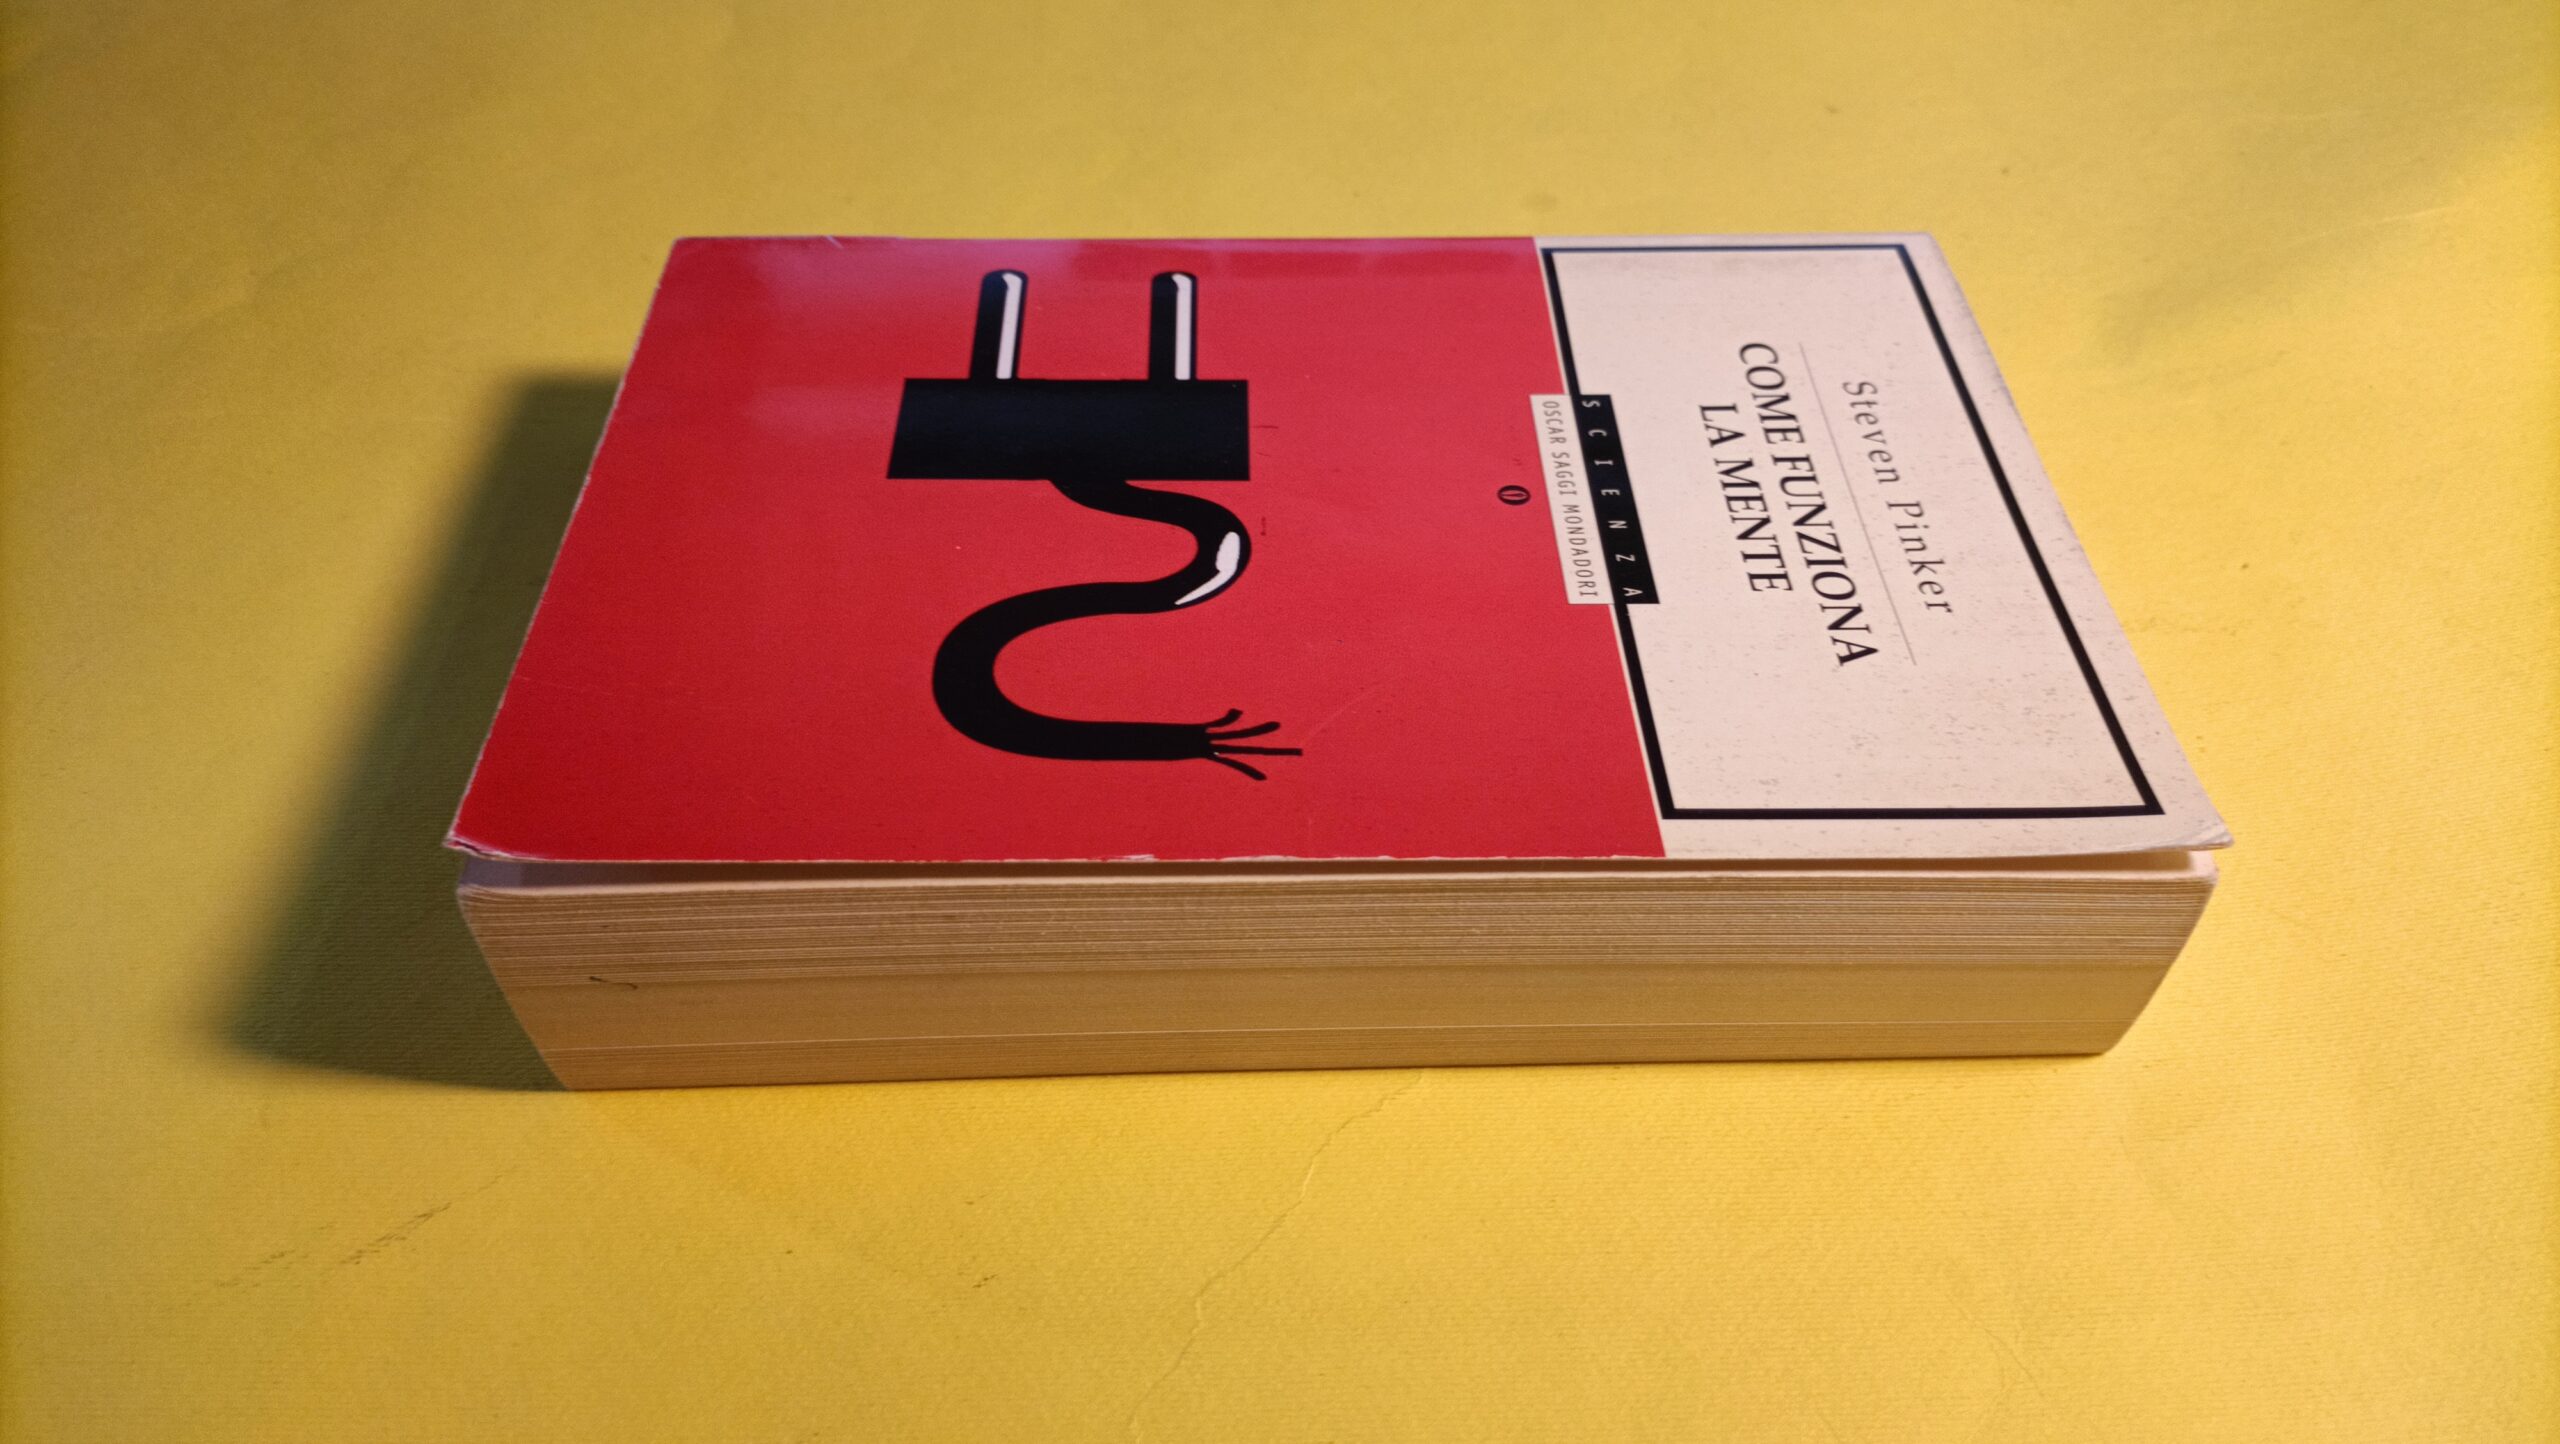 Steven Pinker
COME FUNZIONA
LA MENTE
SCIENZA
OSCAR SAGGI MONDADORI